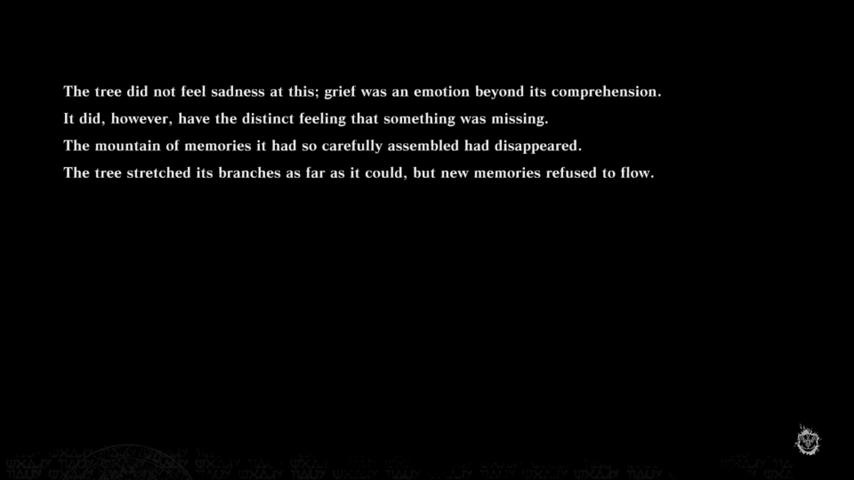 The tree did not feel sadness at this; grief was an emotion beyond its comprehension.
It did, however, have the distinct feeling that something was missing.
The mountain of memories it had so carefully assembled had disappeared.
The tree stretched its branches as far as it could, but new memories refused to flow.